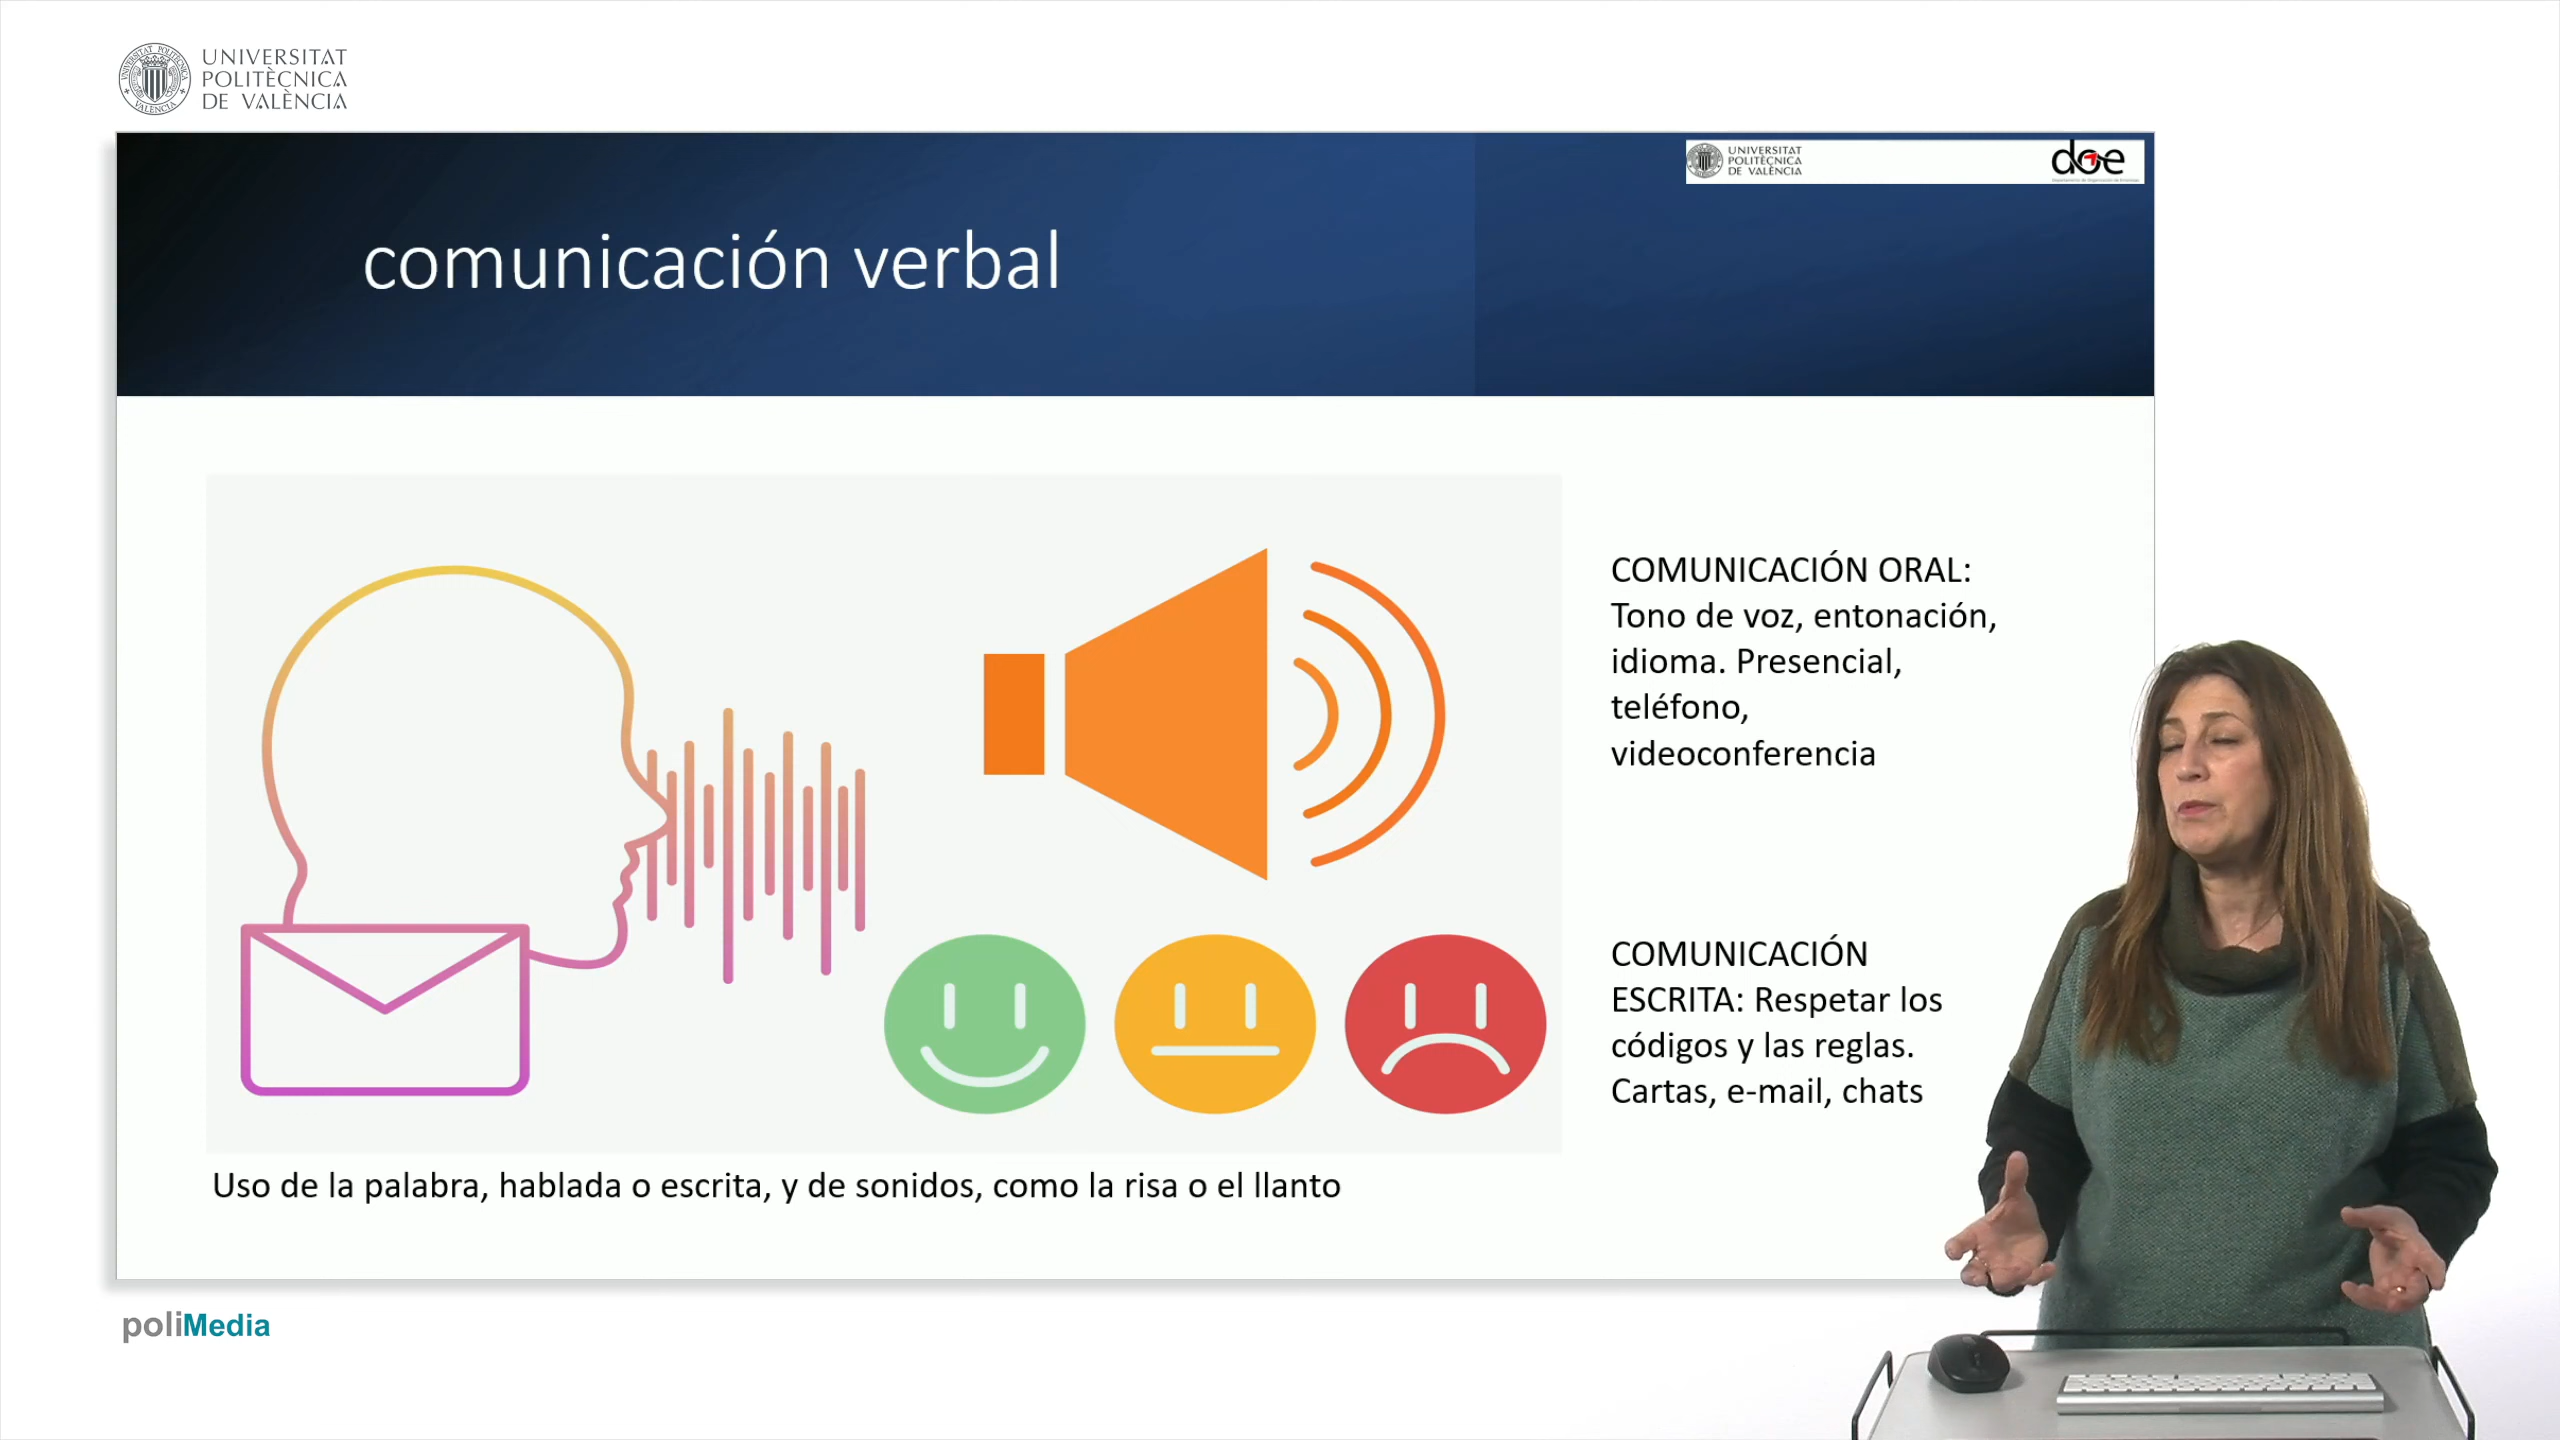 UNIVERSITAT
POLITÈCNICA
DE VALÈNCIA
UNIVERSITAT
POLITÈCNICA
DE VALÈNCIA
doe
comunicación verbal
COMUNICACIÓN ORAL:
Tono de voz, entonación,
idioma. Presencial,
teléfono,
videoconferencia
COMUNICACIÓN
ESCRITA: Respetar los
códigos y las reglas.
Cartas, e-mail, chats
Uso de la palabra, hablada o escrita, y de sonidos, como la risa o el llanto
poliMedia